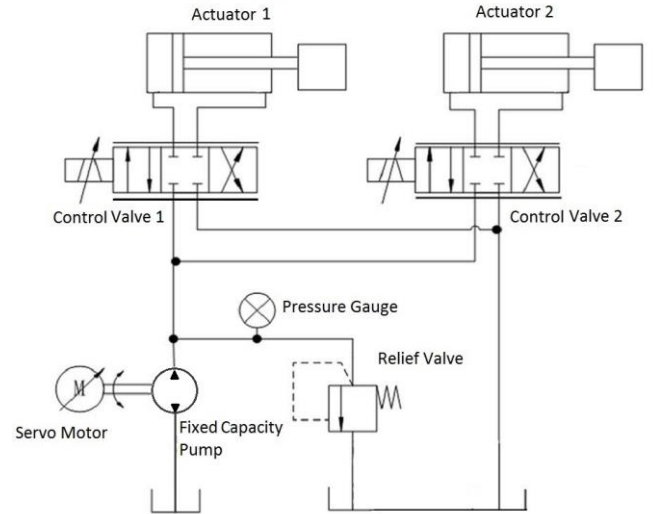 Actuator 1
Actuator 2
Control Valve 1
Control Valve 2
Pressure Gauge
Relief Valve
M
Servo Motor
Fixed Capacity
Pump